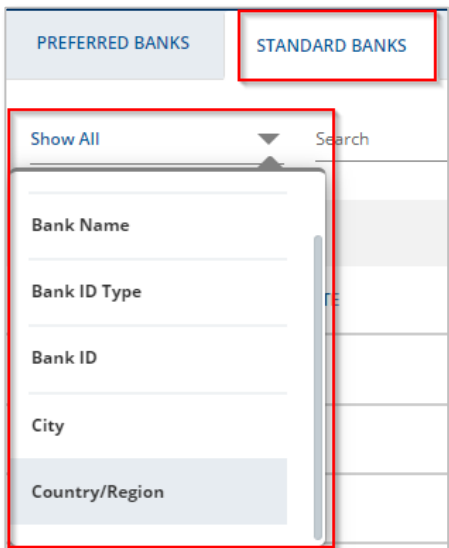 PREFERRED BANKS
STANDARD BANKS
Show All
Search
Bank Name
Bank ID Type
Bank ID
City
Country/Region